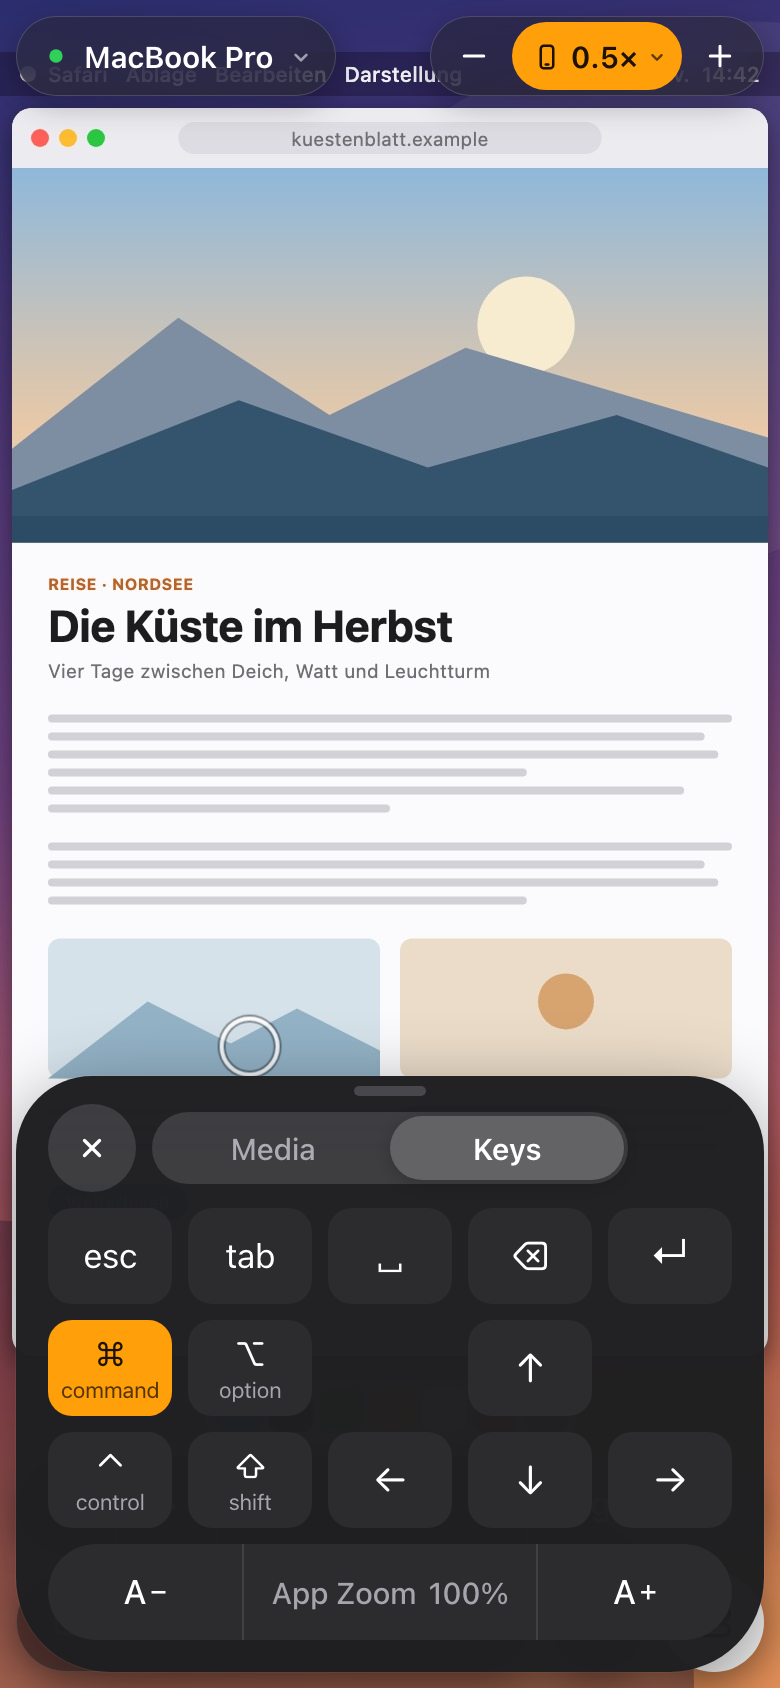 MacBook Pro
0.5×
Safari Ablage Bearbeiten Darstellung
14:42
kuestenblatt.example
REISE · NORDSEE
Die Küste im Herbst
Vier Tage zwischen Deich, Watt und Leuchtturm
Media
Keys
esc
tab
command
option
control
shift
A−
App Zoom 100%
A+